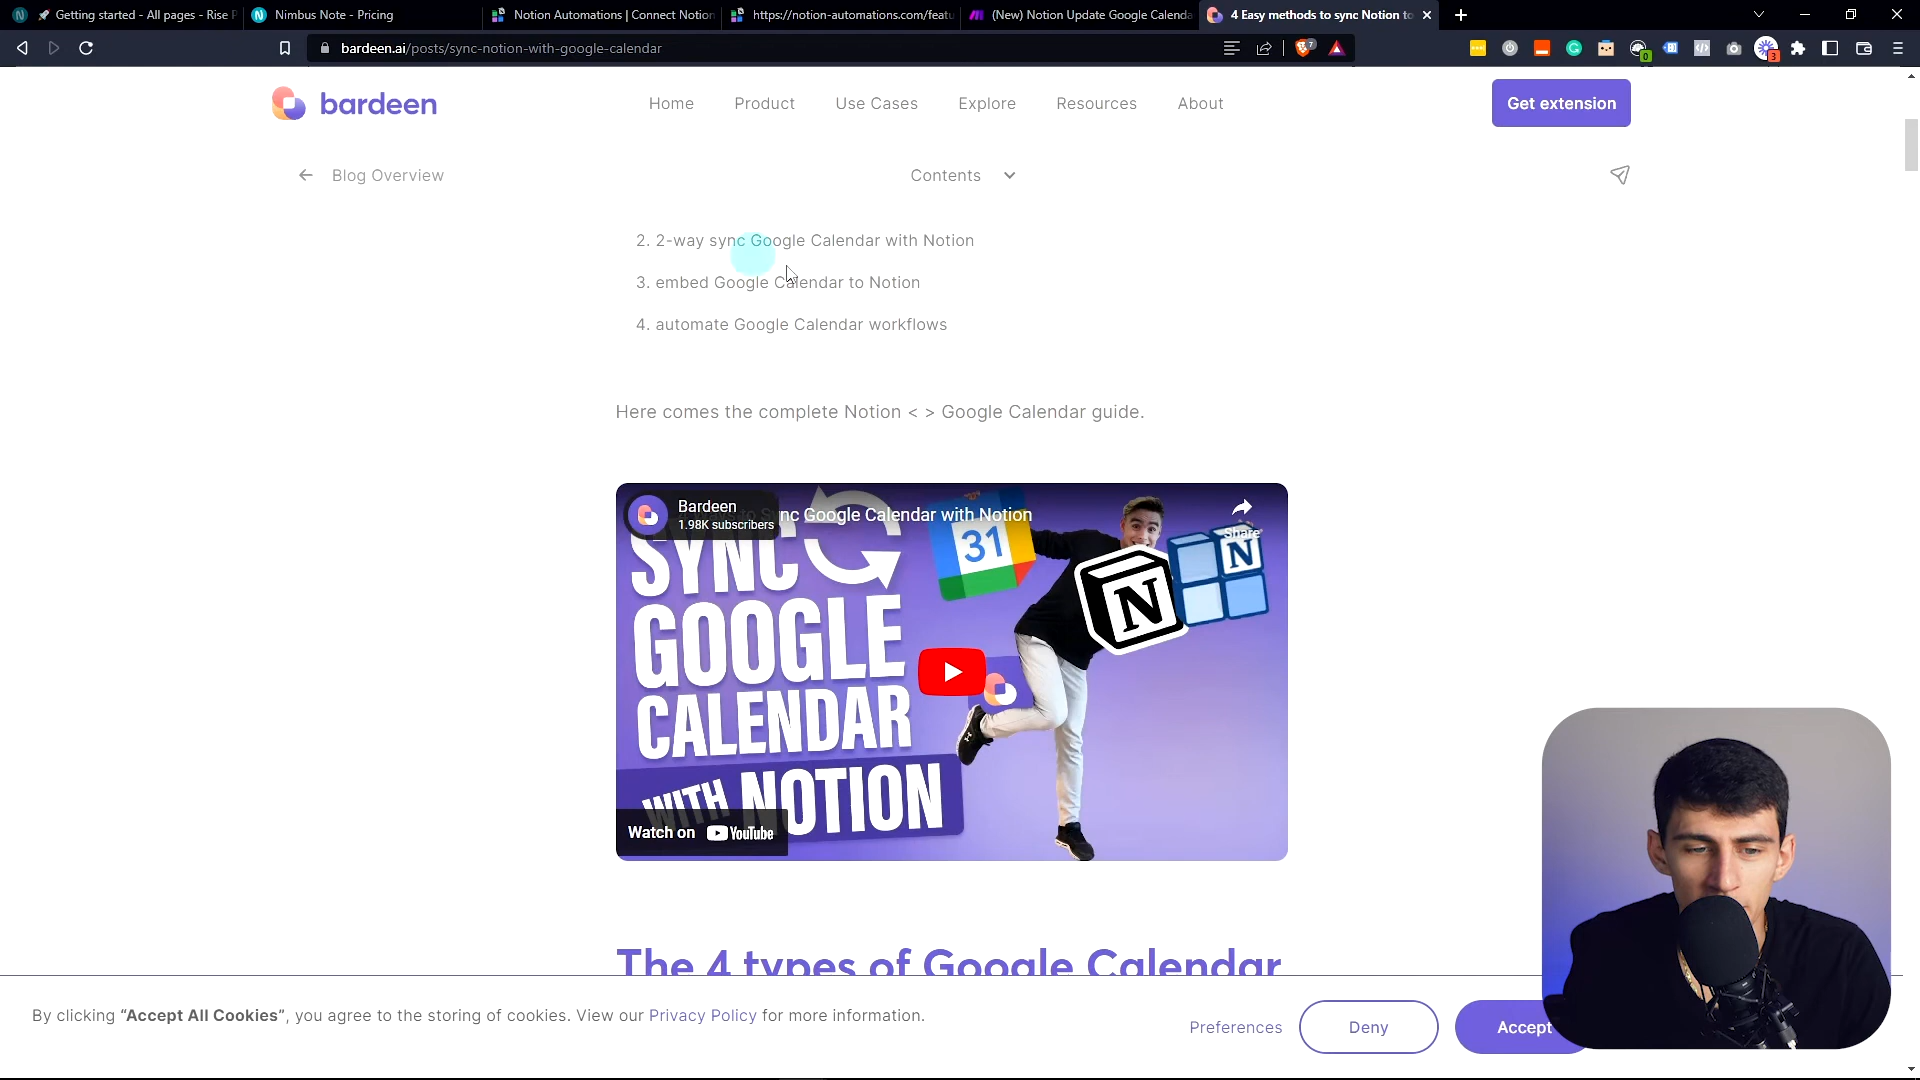 🚀 Getting started - All pages - Rise P
Nimbus Note - Pricing
Notion Automations | Connect Notion
https://notion-automations.com/featu
(New) Notion Update Google Calenda
4 Easy methods to sync Notion to
bardeen.ai/posts/sync-notion-with-google-calendar
7
0
3
bardeen
Home
Product
Use Cases
Explore
Resources
About
Get extension
Blog Overview
Contents
2. 2-way sync Google Calendar with Notion
3. embed Google Calendar to Notion
4. automate Google Calendar workflows
Here comes the complete Notion < > Google Calendar guide.
Bardeen
1.98K subscribers
nc Google Calendar with Notion
Share
SYNC
31
N
N
GOOGLE
CALENDAR
WITH NOTION
Watch on YouTube
The 4 types of Google Calendar
By clicking “Accept All Cookies”, you agree to the storing of cookies. View our Privacy Policy for more information.
Preferences
Deny
Accept